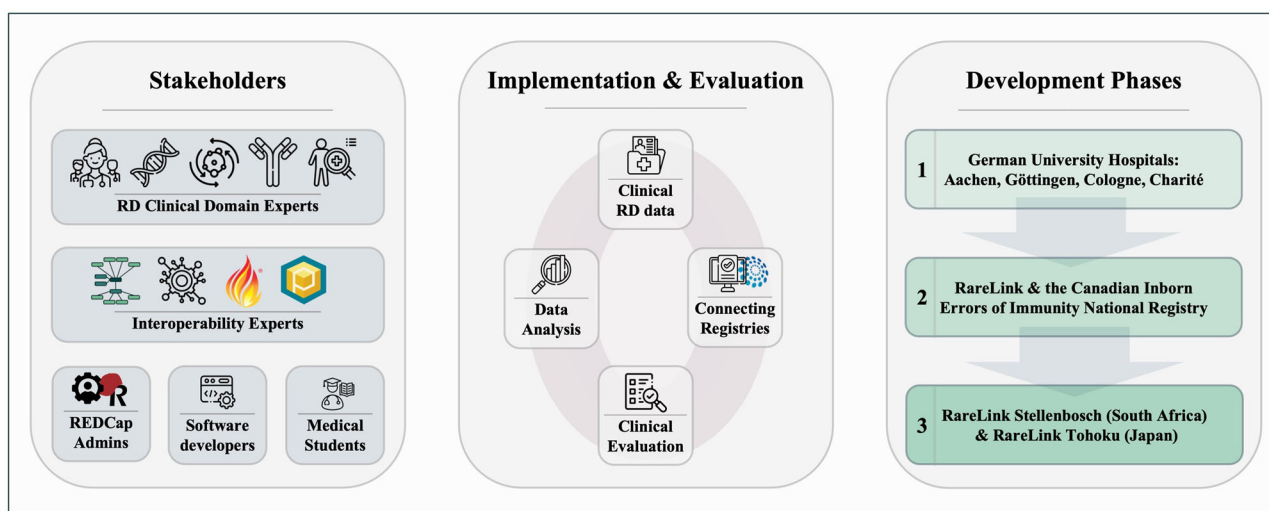 Stakeholders
RD Clinical Domain Experts
Interoperability Experts
REDCap
Admins
Software
developers
Medical
Students
Implementation & Evaluation
Clinical
RD data
Data
Analysis
Connecting
Registries
Clinical
Evaluation
Development Phases
1
German University Hospitals:
Aachen, Göttingen, Cologne, Charité
2
RareLink & the Canadian Inborn
Errors of Immunity National Registry
3
RareLink Stellenbosch (South Africa)
& RareLink Tohoku (Japan)